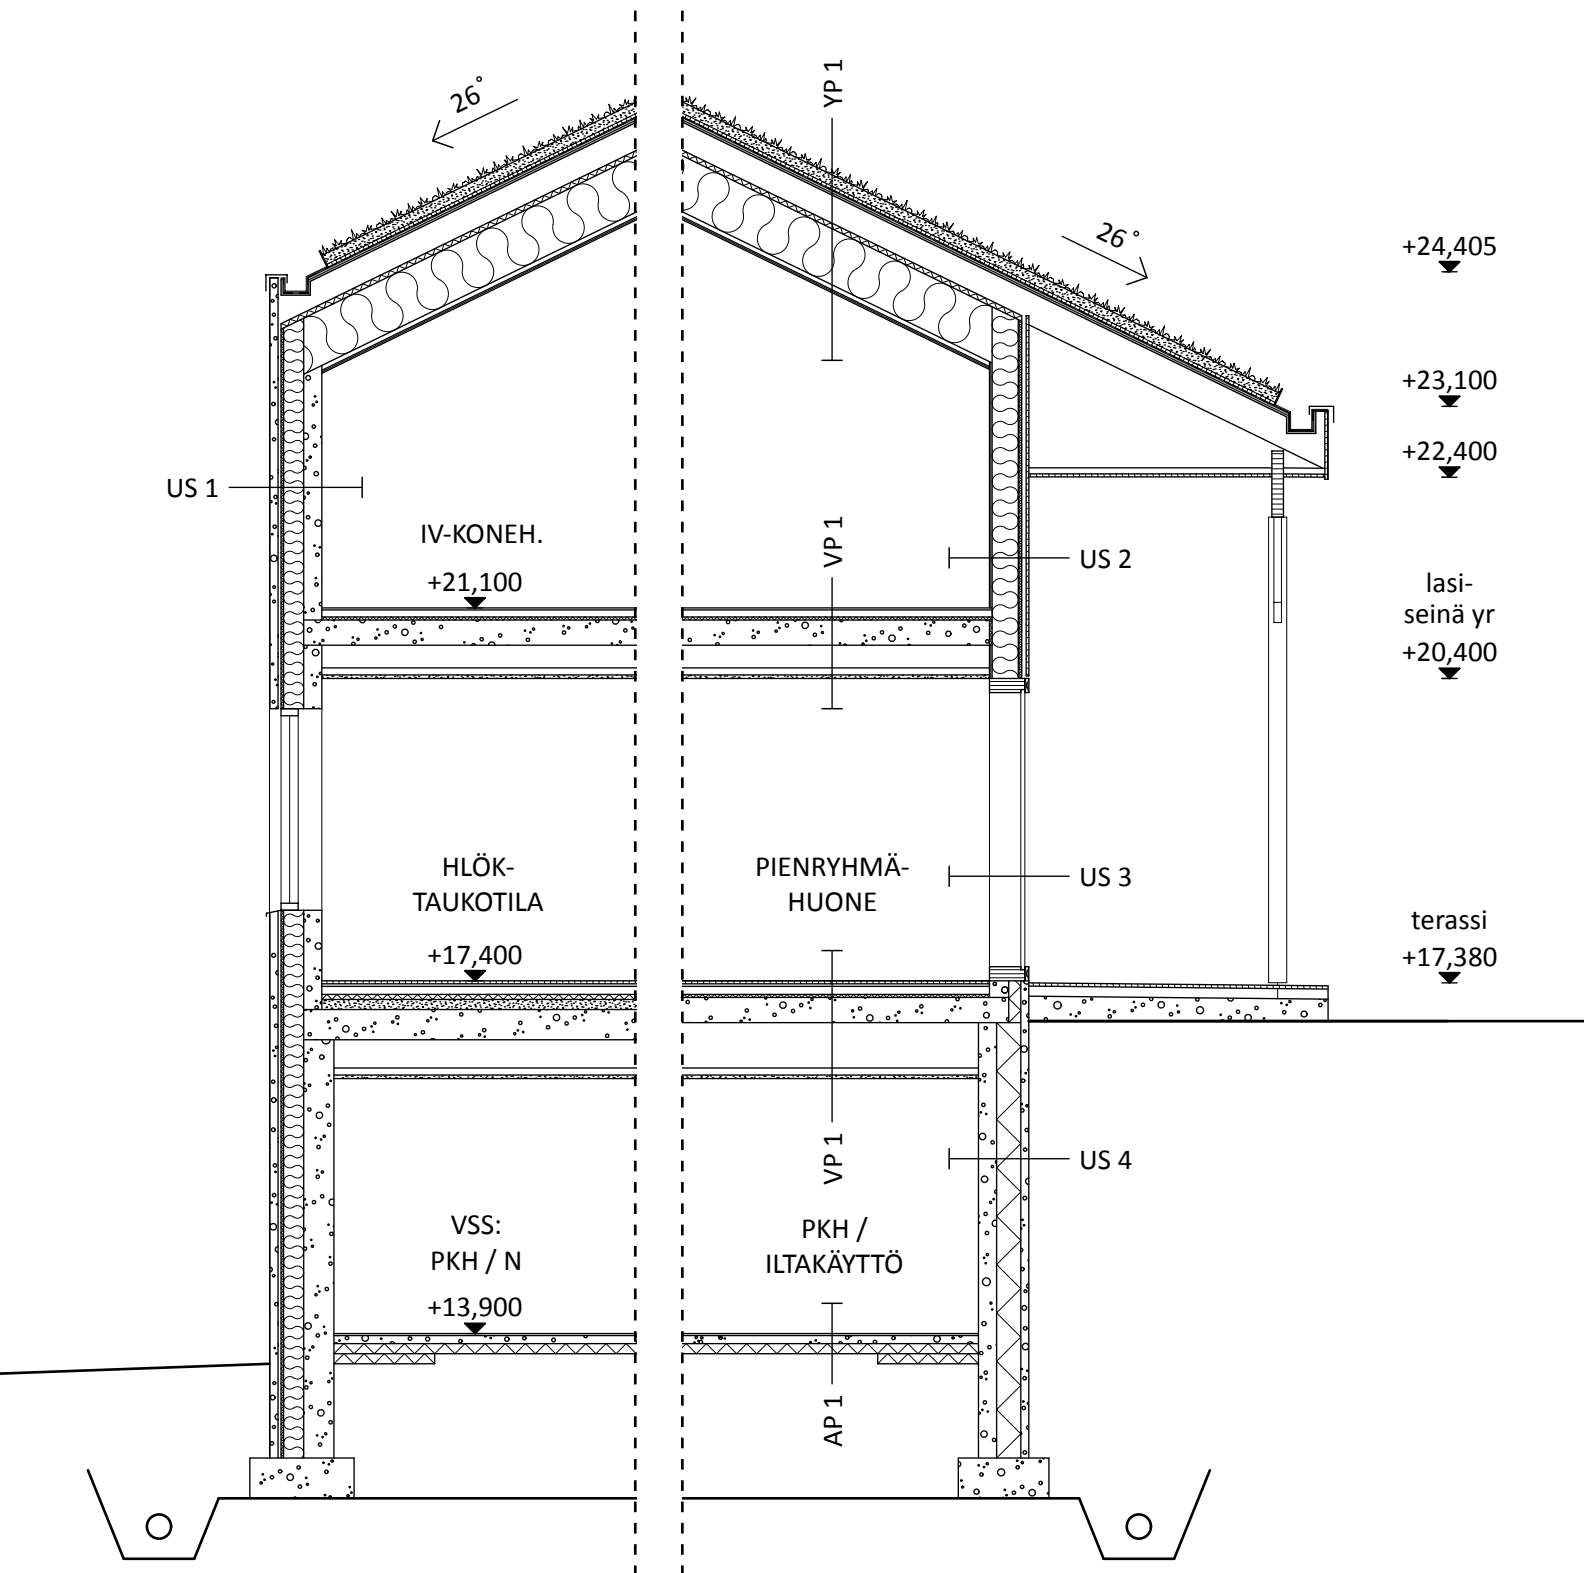 YP 1
26°
26°
+24,405
+23,100
+22,400
US 1
IV-KONEH.
+21,100
VP 1
US 2
lasi-
seinä yr
+20,400
HLÖK-
TAUKOTILA
+17,400
PIENRYHMÄ-
HUONE
US 3
terassi
+17,380
VP 1
US 4
VSS:
PKH / N
+13,900
PKH /
ILTAKÄYTTÖ
AP 1